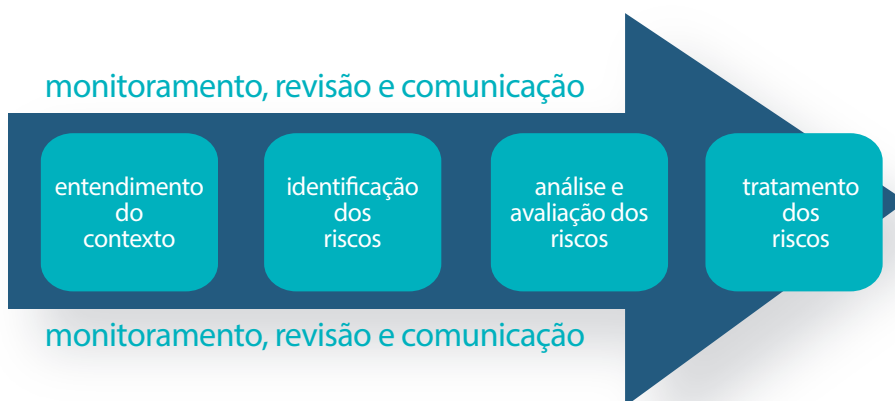 monitoramento, revisão e comunicação
entendimento
do
contexto
identificação
dos
riscos
análise e
avaliação dos
riscos
tratamento
dos
riscos
monitoramento, revisão e comunicação